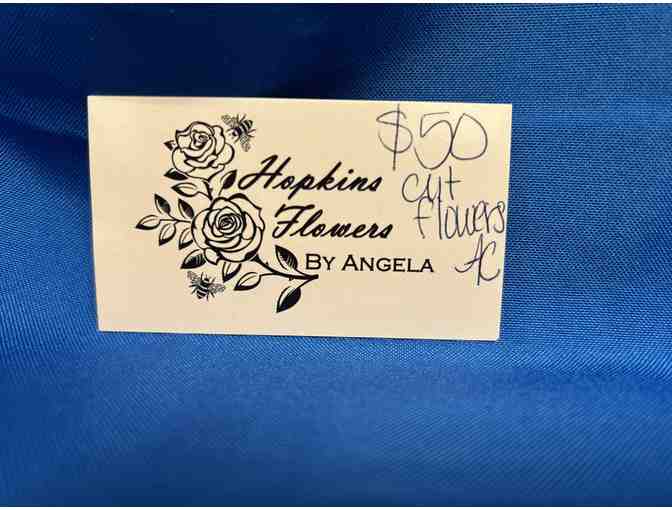 Hopkins
Flowers
BY ANGELA
$50
cut
flowers
AC